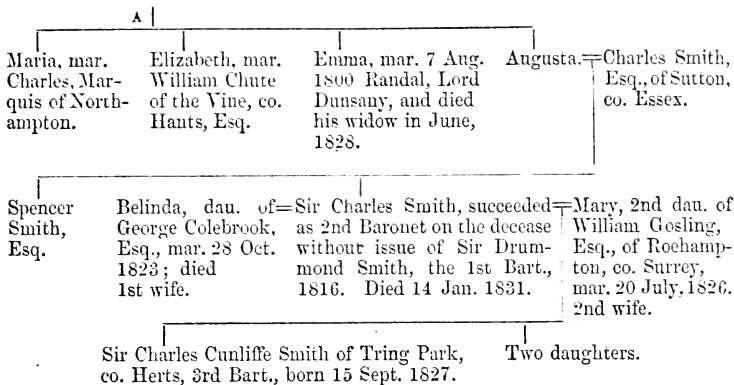 A
Maria, mar.
Charles, Mar-
quis of North-
ampton.
Elizabeth, mar.
William Chute
of the Vine, co.
Hants, Esq.
Emma, mar. 7 Aug.
1800 Randal, Lord
Dunsany, and died
his widow in June,
1828.
Augusta.=Charles Smith,
Esq., of Sutton,
co. Essex.
Spencer
Smith,
Esq.
Belinda, dau. of=
George Colebrook,
Esq., mar. 28 Oct.
1823; died
1st wife.
Sir Charles Smith, succeeded=
as 2nd Baronet on the decease
without issue of Sir Drum-
mond Smith, the 1st Bart.,
1816. Died 14 Jan. 1831.
Mary, 2nd dau. of
William Gosling,
Esq., of Roehamp-
ton, co. Surrey,
mar. 20 July, 1826.
2nd wife.
Sir Charles Cunliffe Smith of Tring Park,
co. Herts, 3rd Bart., born 15 Sept. 1827.
Two daughters.